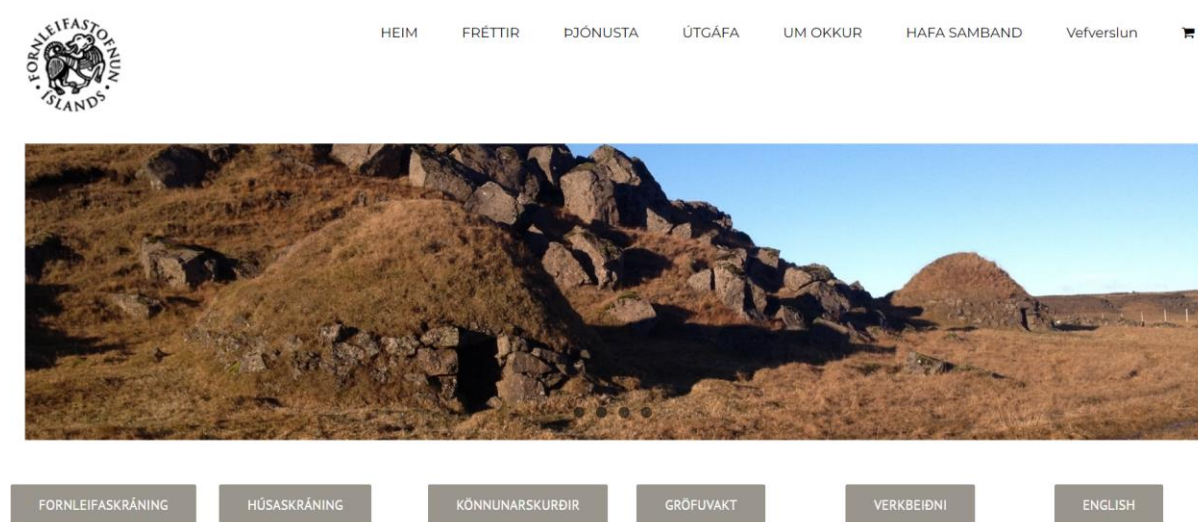 FORNLEIFASTOFNUN
· ÍSLANDS ·
HEIM FRÉTTIR ÞJÓNUSTA ÚTGÁFA UM OKKUR HAFA SAMBAND Vefverslun
FORNLEIFASKRÁNING HÚSASKRÁNING KÖNNUNARSKURÐIR GRÖFUVAKT VERKBEIÐNI ENGLISH